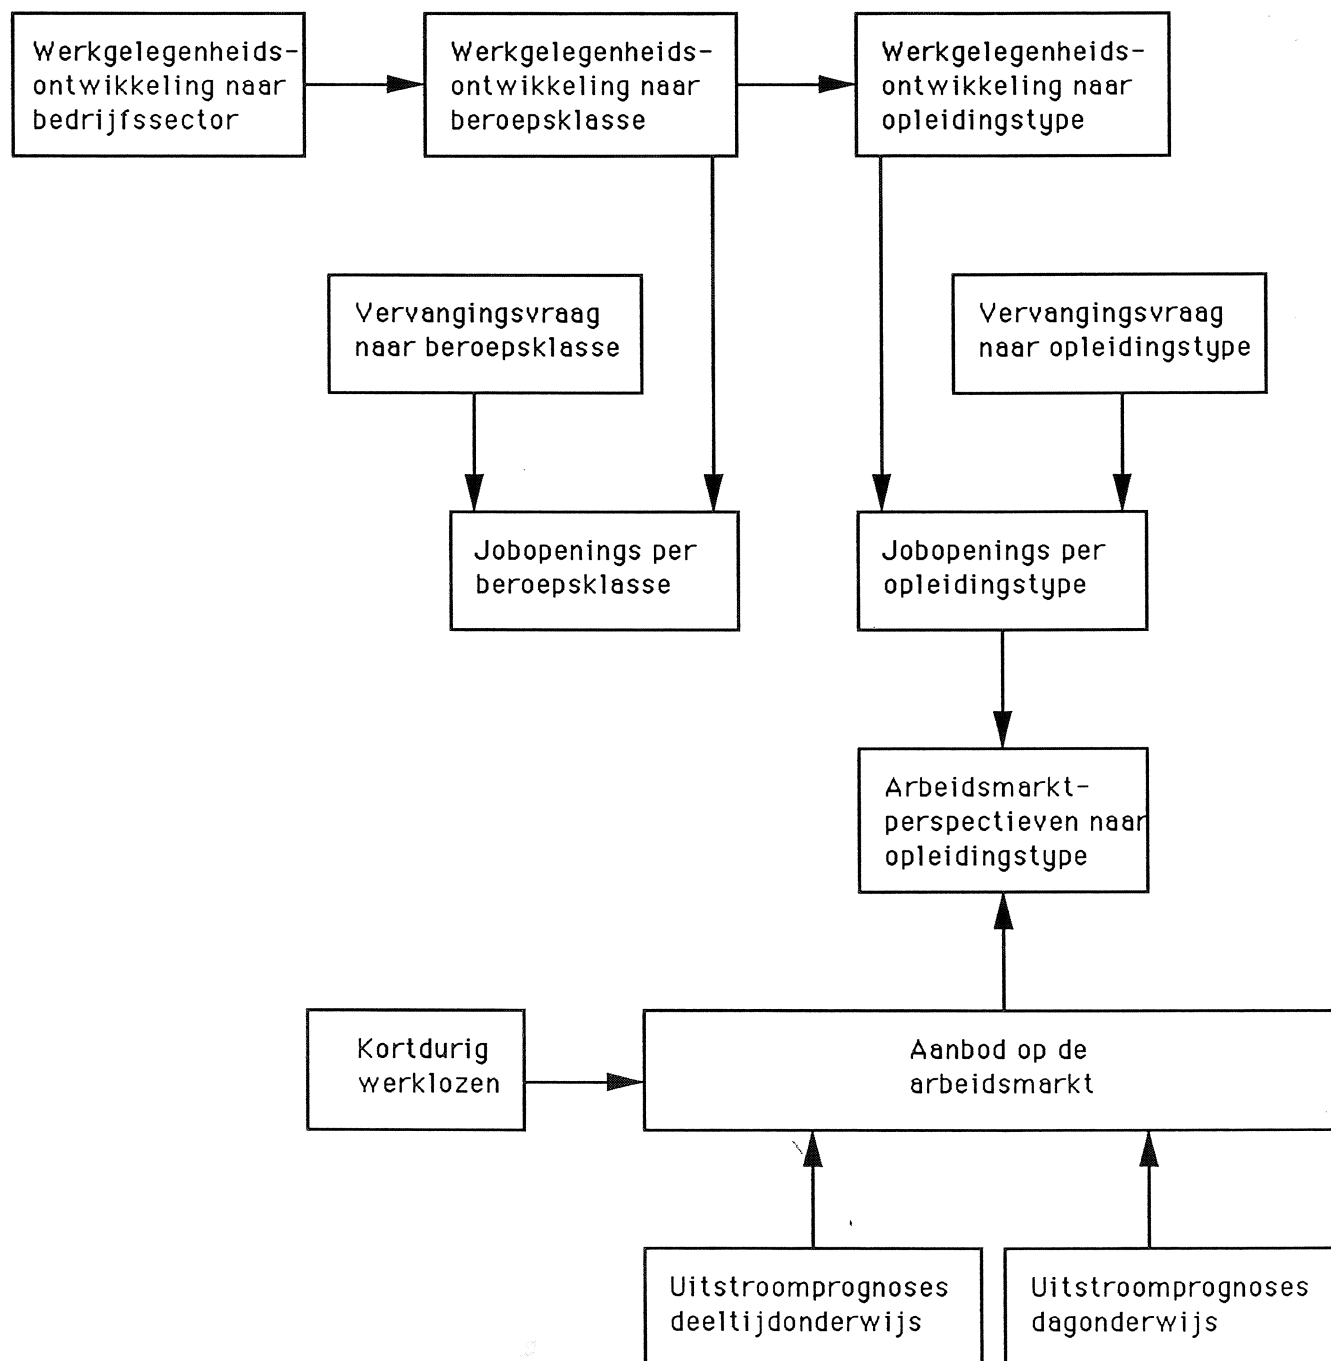 Werkgelegenheids-
ontwikkeling naar
bedrijfssector
Werkgelegenheids-
ontwikkeling naar
beroepsklasse
Werkgelegenheids-
ontwikkeling naar
opleidingstype
Vervangingsvraag
naar beroepsklasse
Vervangingsvraag
naar opleidingstype
Jobopenings per
beroepsklasse
Jobopenings per
opleidingstype
Arbeidsmarkt-
perspectieven naar
opleidingstype
Kortdurig
werklozen
Aanbod op de
arbeidsmarkt
Uitstroomprognoses
deeltijdonderwijs
Uitstroomprognoses
dagonderwijs